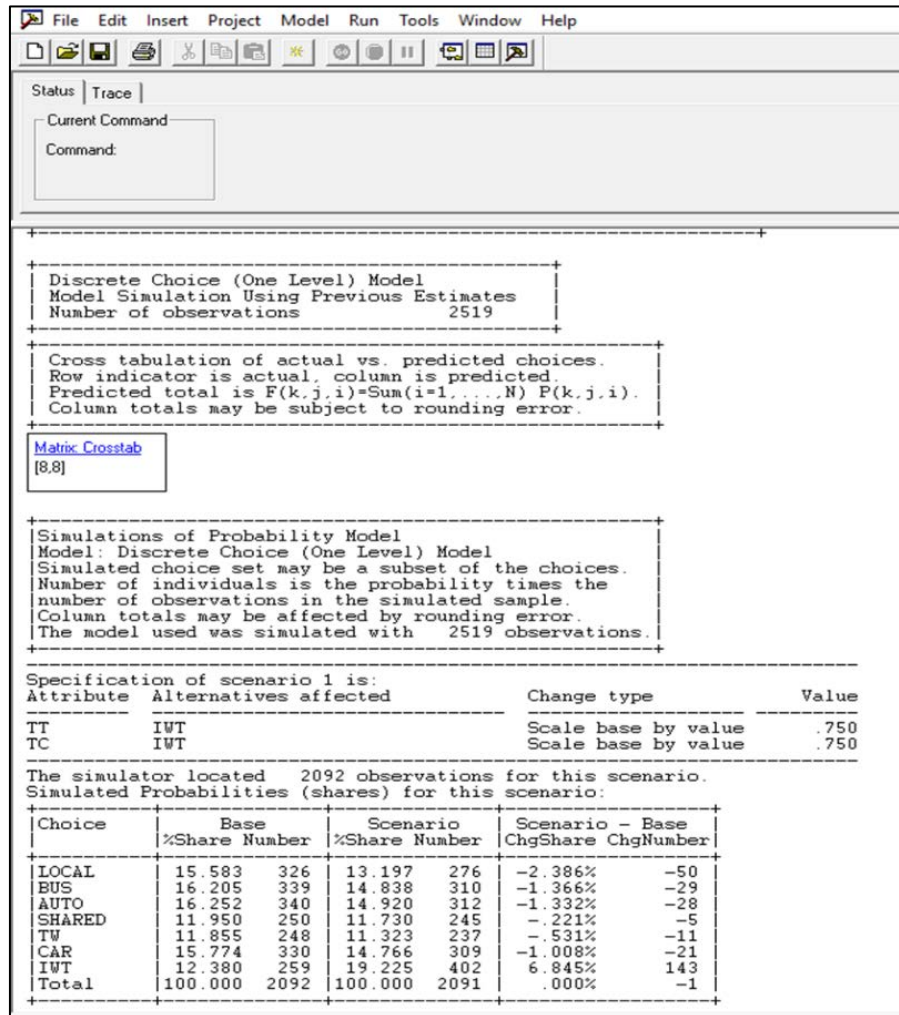 File Edit Insert Project Model Run Tools Window Help
Status Trace
Current Command
Command:
Discrete Choice (One Level) Model
Model Simulation Using Previous Estimates
Number of observations 2519
Cross tabulation of actual vs. predicted choices.
Row indicator is actual, column is predicted.
Predicted total is F(k,j,i)=Sum(i=1,...,N) P(k,j,i).
Column totals may be subject to rounding error.
Matrix: Crosstab
[8,8]
Simulations of Probability Model
Model: Discrete Choice (One Level) Model
Simulated choice set may be a subset of the choices.
Number of individuals is the probability times the
number of observations in the simulated sample.
Column totals may be affected by rounding error.
The model used was simulated with 2519 observations.
Specification of scenario 1 is:
Attribute Alternatives affected Change type Value
TT IWT Scale base by value .750
TC IWT Scale base by value .750
The simulator located 2092 observations for this scenario.
Simulated Probabilities (shares) for this scenario:
Choice Base Scenario Scenario - Base
%Share Number %Share Number ChgShare ChgNumber
LOCAL 15.583 326 13.197 276 -2.386% -50
BUS 16.205 339 14.838 310 -1.366% -29
AUTO 16.252 340 14.920 312 -1.332% -28
SHARED 11.950 250 11.730 245 -.221% -5
TW 11.855 248 11.323 237 -.531% -11
CAR 15.774 330 14.766 309 -1.008% -21
IWT 12.380 259 19.225 402 6.845% 143
Total 100.000 2092 100.000 2091 .000% -1